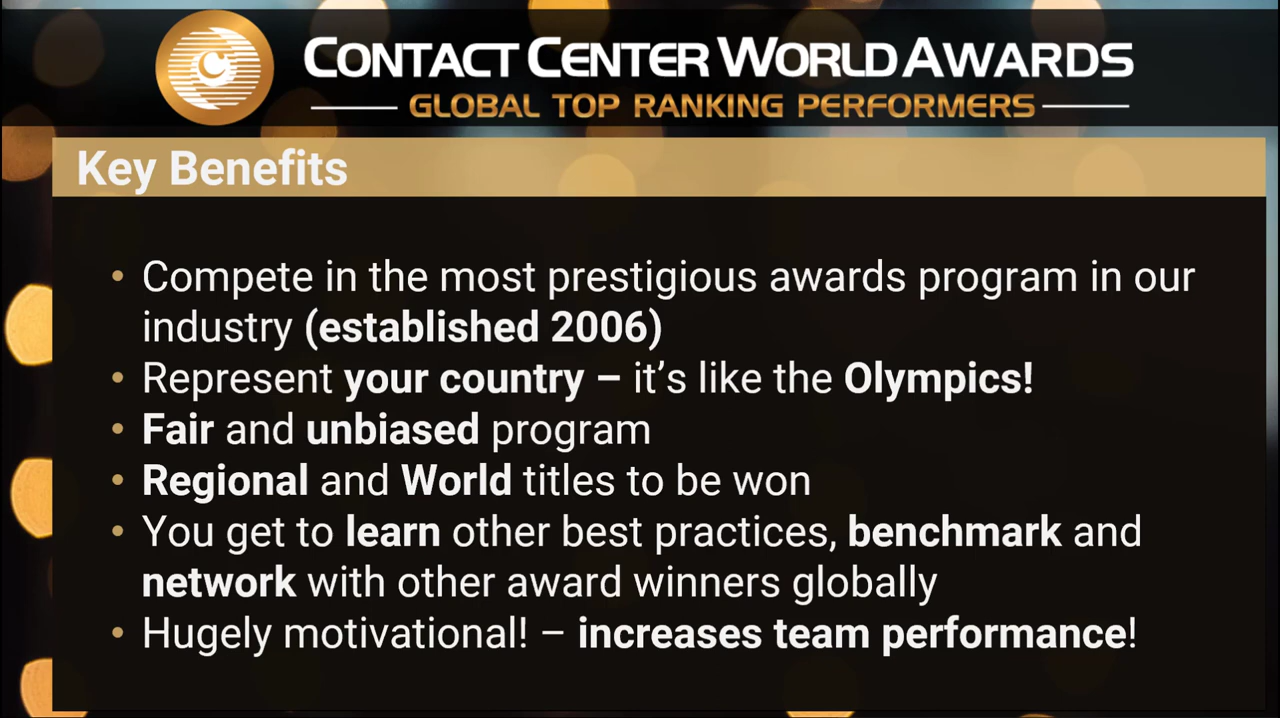 CONTACT CENTER WORLD AWARDS
GLOBAL TOP RANKING PERFORMERS
Key Benefits
• Compete in the most prestigious awards program in our
industry (established 2006)
• Represent your country – it’s like the Olympics!
• Fair and unbiased program
• Regional and World titles to be won
• You get to learn other best practices, benchmark and
network with other award winners globally
• Hugely motivational! – increases team performance!